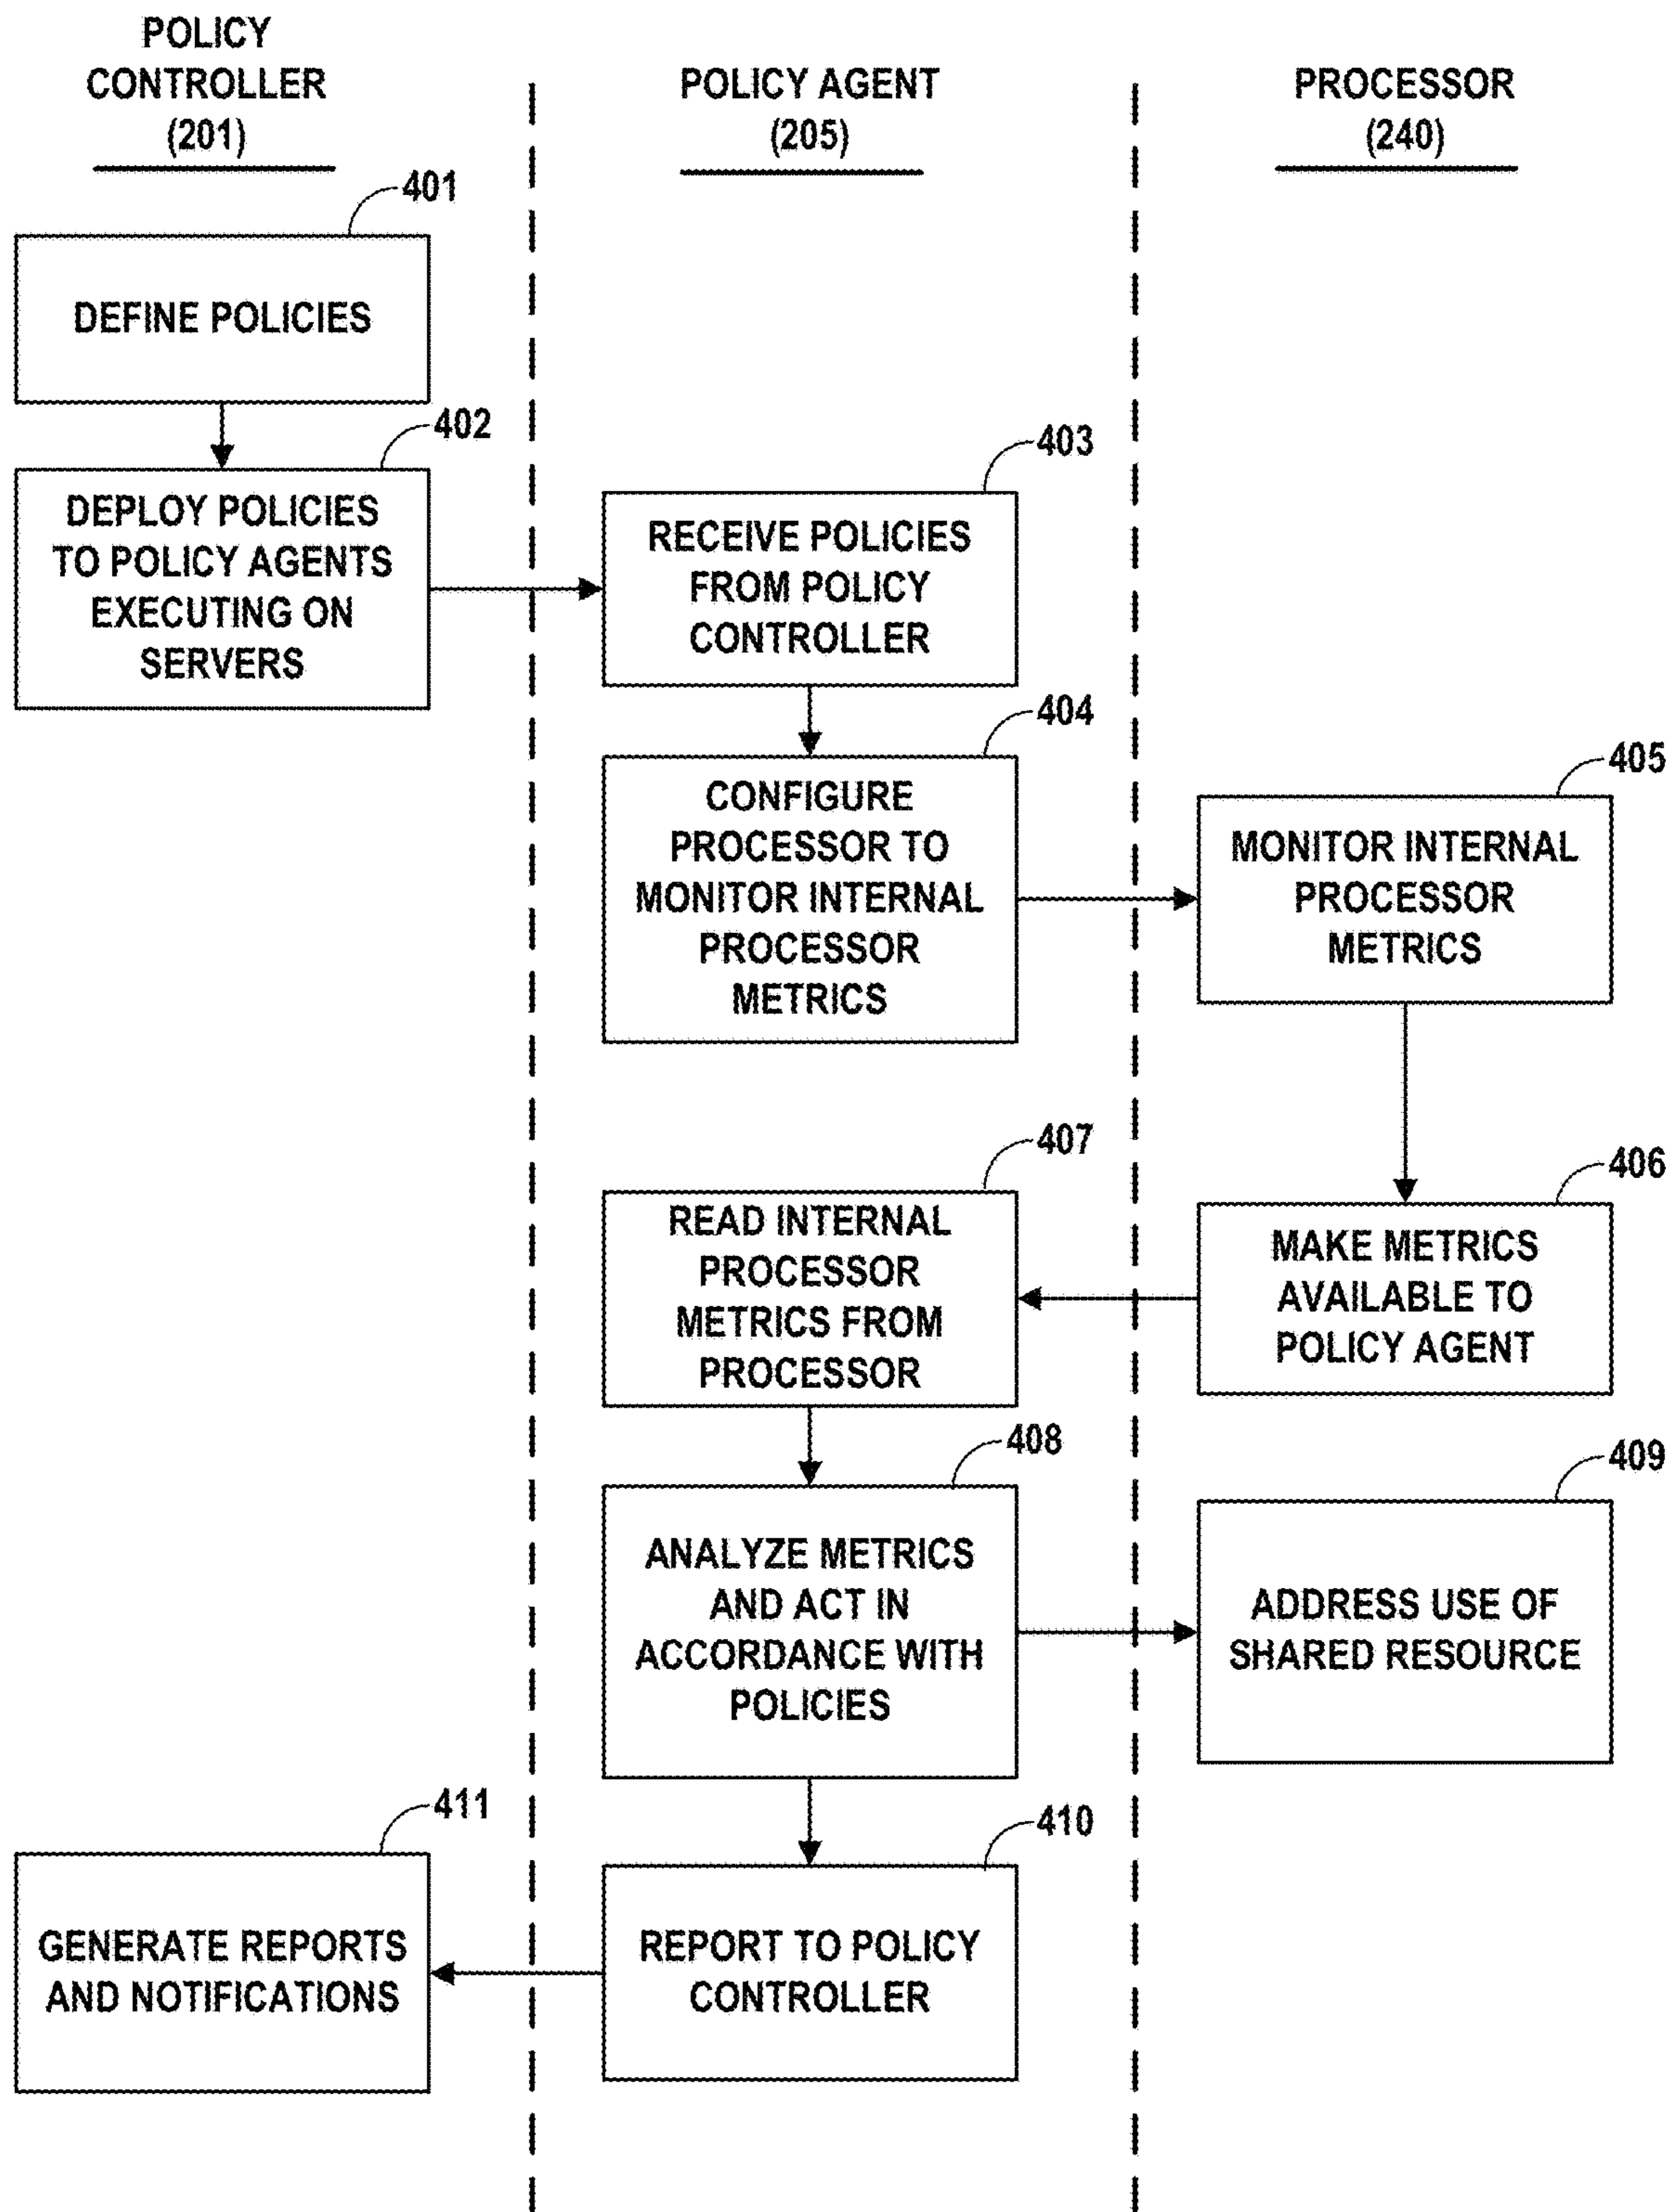 POLICY
CONTROLLER
(201)
POLICY AGENT
(205)
PROCESSOR
(240)
401
DEFINE POLICIES
402
DEPLOY POLICIES
TO POLICY AGENTS
EXECUTING ON
SERVERS
403
RECEIVE POLICIES
FROM POLICY
CONTROLLER
404
CONFIGURE
PROCESSOR TO
MONITOR INTERNAL
PROCESSOR
METRICS
405
MONITOR INTERNAL
PROCESSOR
METRICS
406
MAKE METRICS
AVAILABLE TO
POLICY AGENT
407
READ INTERNAL
PROCESSOR
METRICS FROM
PROCESSOR
408
ANALYZE METRICS
AND ACT IN
ACCORDANCE WITH
POLICIES
409
ADDRESS USE OF
SHARED RESOURCE
410
REPORT TO POLICY
CONTROLLER
411
GENERATE REPORTS
AND NOTIFICATIONS